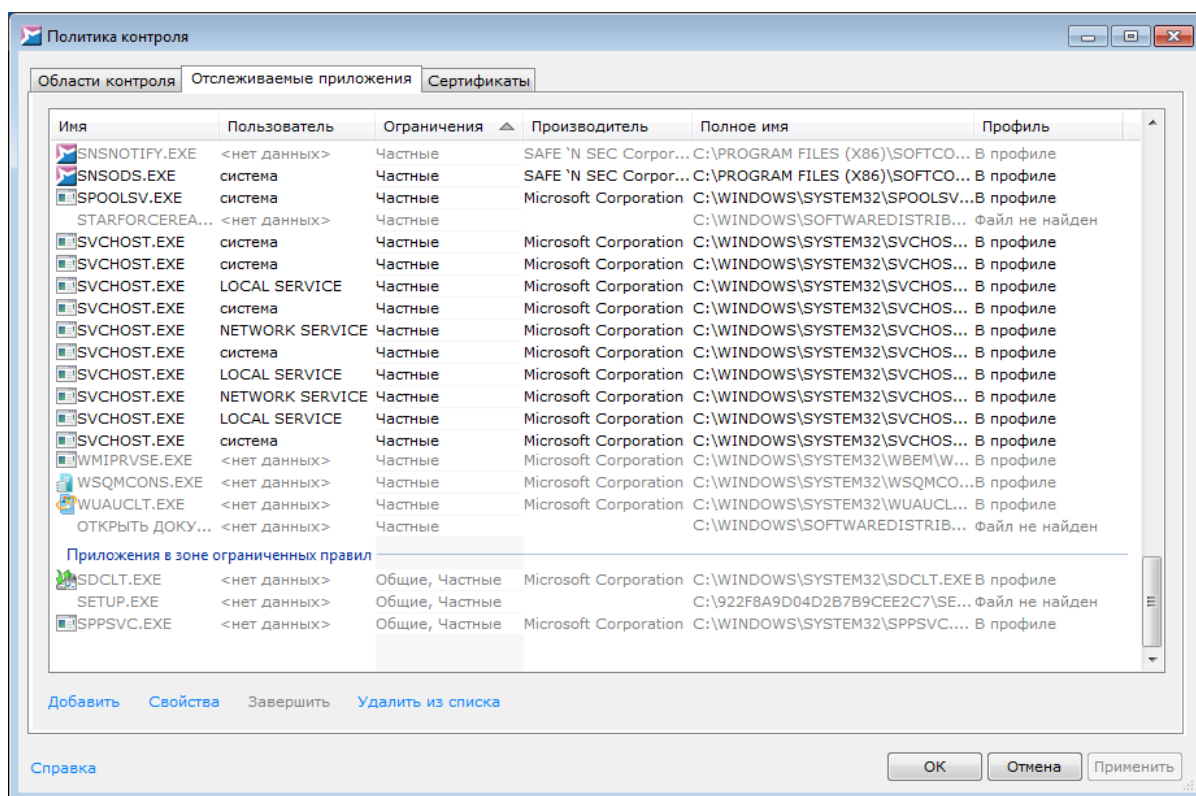 Политика контроля
Области контроля Отслеживаемые приложения Сертификаты
Имя Пользователь Ограничения Производитель Полное имя Профиль
SNSNOTIFY.EXE <нет данных> Частные SAFE `N SEC Corpor... C:\PROGRAM FILES (X86)\SOFTCO... В профиле
SNSODS.EXE система Частные SAFE `N SEC Corpor... C:\PROGRAM FILES (X86)\SOFTCO... В профиле
SPOOLSV.EXE система Частные Microsoft Corporation C:\WINDOWS\SYSTEM32\SPOOLSV... В профиле
STARFORCEREA... <нет данных> Частные C:\WINDOWS\SOFTWAREDISTRIB... Файл не найден
SVCHOST.EXE система Частные Microsoft Corporation C:\WINDOWS\SYSTEM32\SVCHOS... В профиле
SVCHOST.EXE система Частные Microsoft Corporation C:\WINDOWS\SYSTEM32\SVCHOS... В профиле
SVCHOST.EXE LOCAL SERVICE Частные Microsoft Corporation C:\WINDOWS\SYSTEM32\SVCHOS... В профиле
SVCHOST.EXE система Частные Microsoft Corporation C:\WINDOWS\SYSTEM32\SVCHOS... В профиле
SVCHOST.EXE NETWORK SERVICE Частные Microsoft Corporation C:\WINDOWS\SYSTEM32\SVCHOS... В профиле
SVCHOST.EXE система Частные Microsoft Corporation C:\WINDOWS\SYSTEM32\SVCHOS... В профиле
SVCHOST.EXE LOCAL SERVICE Частные Microsoft Corporation C:\WINDOWS\SYSTEM32\SVCHOS... В профиле
SVCHOST.EXE NETWORK SERVICE Частные Microsoft Corporation C:\WINDOWS\SYSTEM32\SVCHOS... В профиле
SVCHOST.EXE LOCAL SERVICE Частные Microsoft Corporation C:\WINDOWS\SYSTEM32\SVCHOS... В профиле
SVCHOST.EXE система Частные Microsoft Corporation C:\WINDOWS\SYSTEM32\SVCHOS... В профиле
WMIPRVSE.EXE <нет данных> Частные Microsoft Corporation C:\WINDOWS\SYSTEM32\WBEM\W... В профиле
WSQMCONS.EXE <нет данных> Частные Microsoft Corporation C:\WINDOWS\SYSTEM32\WSQMCO... В профиле
WUAUCLT.EXE <нет данных> Частные Microsoft Corporation C:\WINDOWS\SYSTEM32\WUAUCL... В профиле
ОТКРЫТЬ ДОКУ... <нет данных> Частные C:\WINDOWS\SOFTWAREDISTRIB... Файл не найден
Приложения в зоне ограниченных правил
SDCLT.EXE <нет данных> Общие, Частные Microsoft Corporation C:\WINDOWS\SYSTEM32\SDCLT.EXE В профиле
SETUP.EXE <нет данных> Общие, Частные C:\922F8A9D04D2B7B9CEE2C7\SE... Файл не найден
SPPSVC.EXE <нет данных> Общие, Частные Microsoft Corporation C:\WINDOWS\SYSTEM32\SPPSVC.... В профиле
Добавить Свойства Завершить Удалить из списка
Справка ОК Отмена Применить